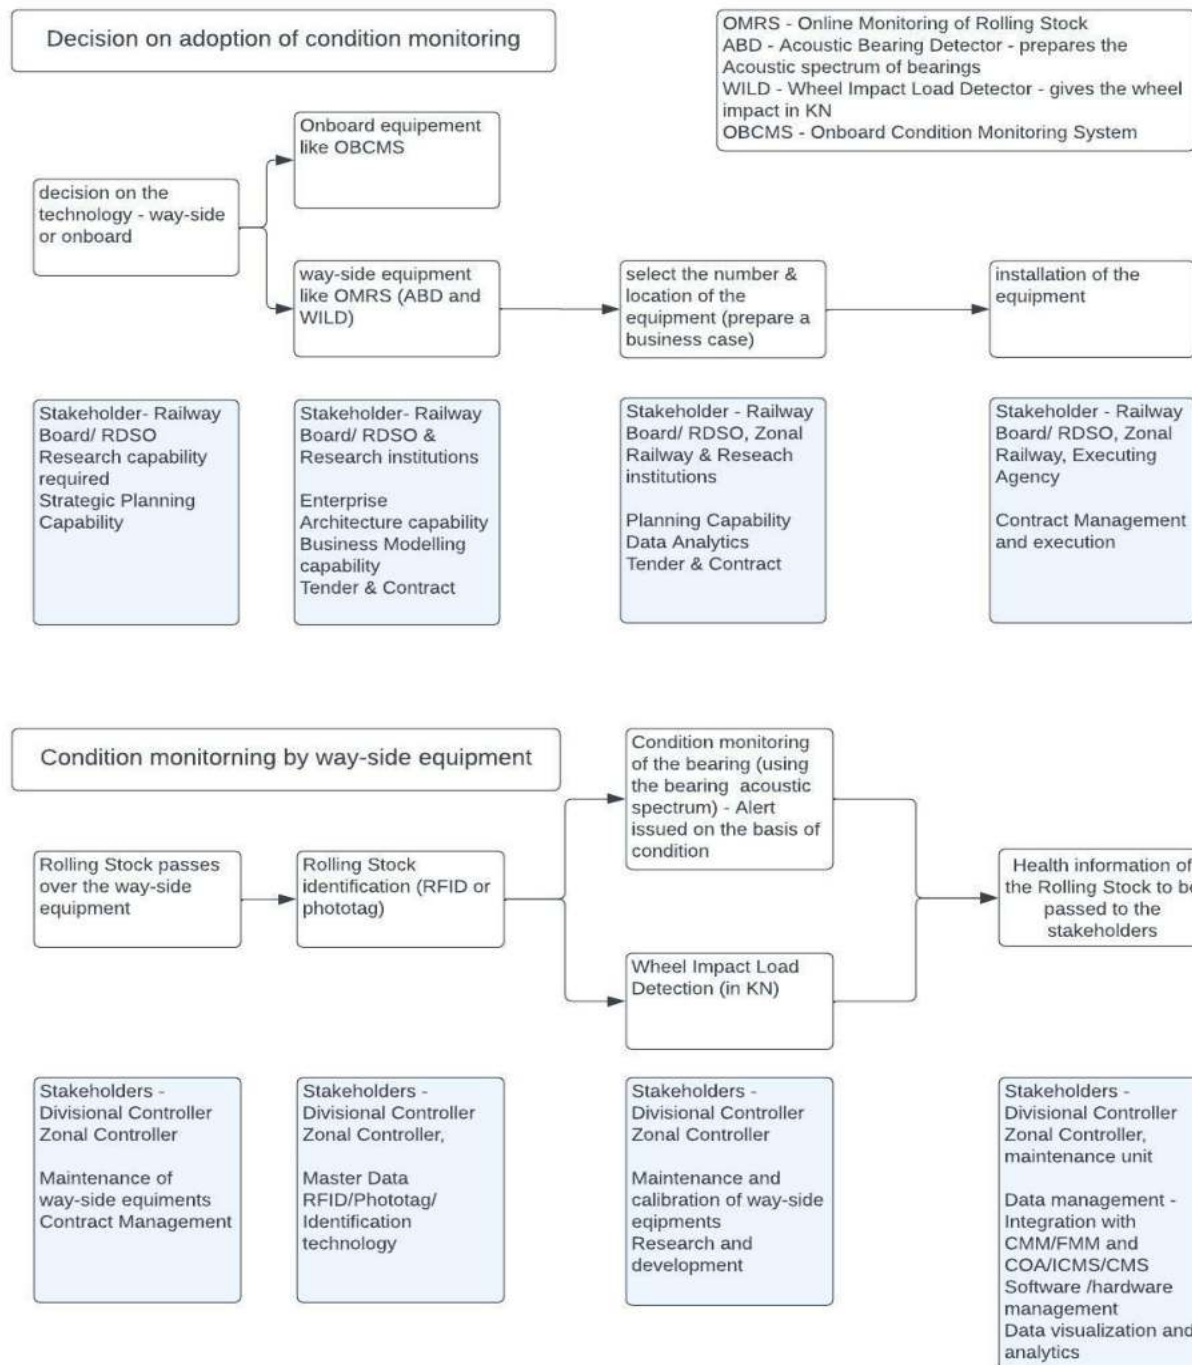 Decision on adoption of condition monitoring
OMRS - Online Monitoring of Rolling Stock
ABD - Acoustic Bearing Detector - prepares the
Acoustic spectrum of bearings
WILD - Wheel Impact Load Detector - gives the wheel
impact in KN
OBCMS - Onboard Condition Monitoring System
Onboard equipement
like OBCMS
decision on the
technology - way-side
or onboard
way-side equipment
like OMRS (ABD and
WILD)
select the number &
location of the
equipment (prepare a
business case)
installation of the
equipment
Stakeholder- Railway
Board/ RDSO
Research capability
required
Strategic Planning
Capability
Stakeholder- Railway
Board/ RDSO &
Research institutions
Enterprise
Architecture capability
Business Modelling
capability
Tender & Contract
Stakeholder - Railway
Board/ RDSO, Zonal
Railway & Reseach
institutions
Planning Capability
Data Analytics
Tender & Contract
Stakeholder - Railway
Board/ RDSO, Zonal
Railway, Executing
Agency
Contract Management
and execution
Condition monitorning by way-side equipment
Condition monitoring
of the bearing (using
the bearing acoustic
spectrum) - Alert
issued on the basis of
condition
Rolling Stock passes
over the way-side
equipment
Rolling Stock
identification (RFID or
phototag)
Health information of
the Rolling Stock to be
passed to the
stakeholders
Wheel Impact Load
Detection (in KN)
Stakeholders -
Divisional Controller
Zonal Controller
Maintenance of
way-side equiments
Contract Management
Stakeholders -
Divisional Controller
Zonal Controller,
Master Data
RFID/Phototag/
Identification
technology
Stakeholders -
Divisional Controller
Zonal Controller
Maintenance and
calibration of way-side
eqipments
Research and
development
Stakeholders -
Divisional Controller
Zonal Controller,
maintenance unit
Data management -
Integration with
CMM/FMM and
COA/ICMS/CMS
Software /hardware
management
Data visualization and
analytics